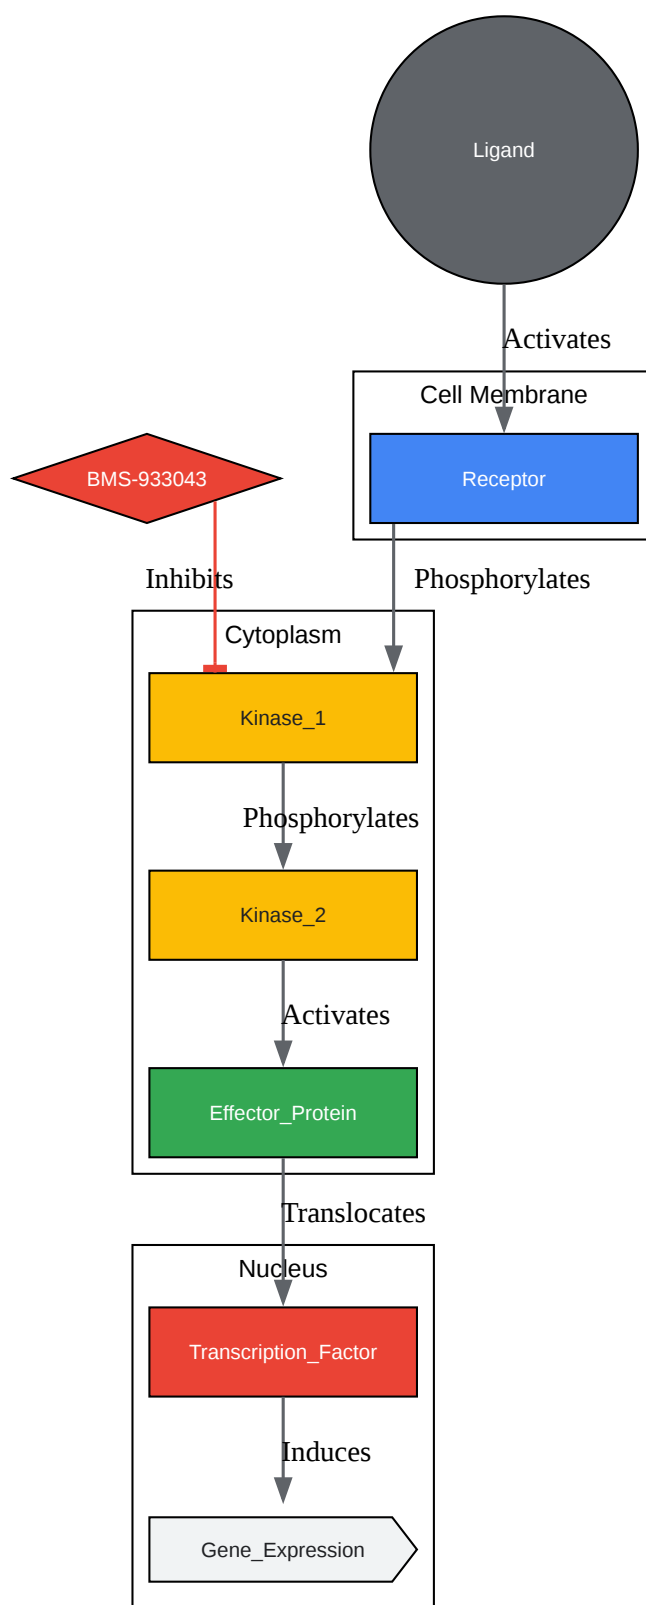 Ligand
Activates
Cell Membrane
Receptor
BMS-933043
Inhibits
Phosphorylates
Cytoplasm
Kinase_1
Phosphorylates
Kinase_2
Activates
Effector_Protein
Translocates
Nucleus
Transcription_Factor
Induces
Gene_Expression